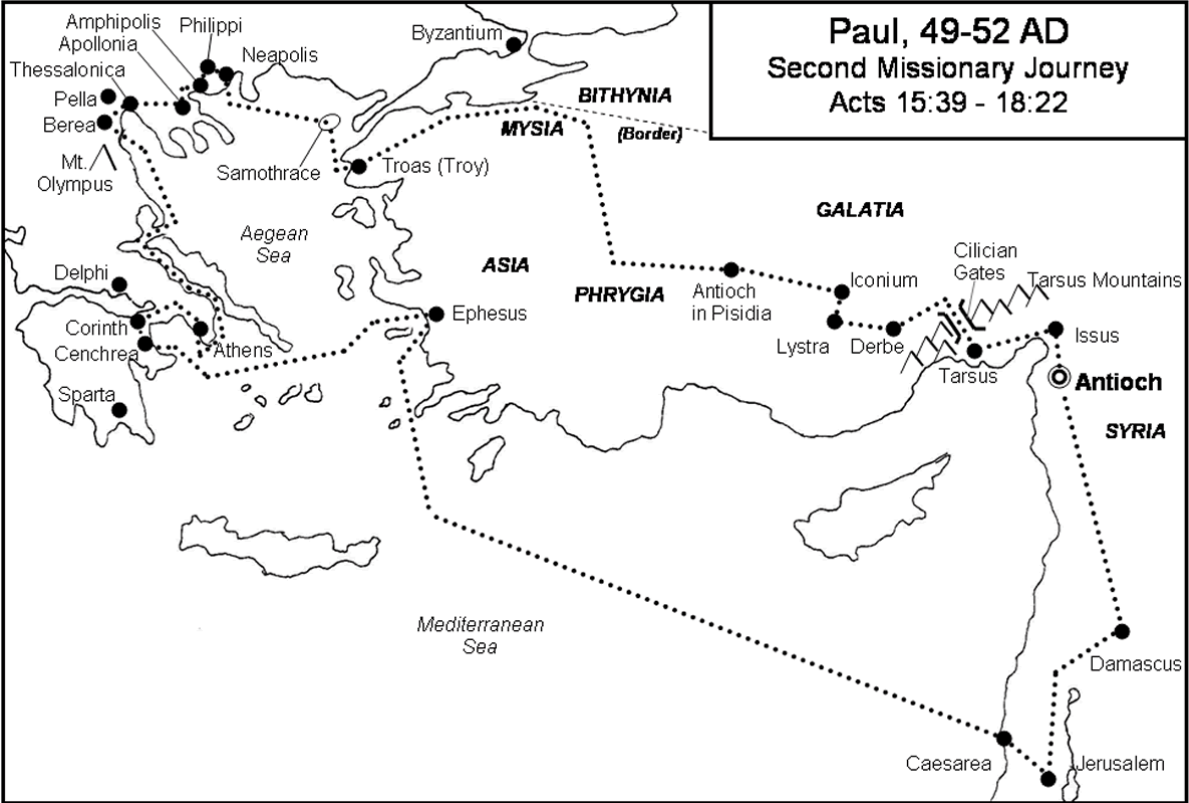 Paul, 49-52 AD
Second Missionary Journey
Acts 15:39 - 18:22
Amphipolis
Philippi
Apollonia
Neapolis
Thessalonica
Byzantium
Pella
BITHYNIA
Berea
MYSIA
(Border)
Mt.
Olympus
Samothrace
Troas (Troy)
GALATIA
Aegean
Sea
Cilician
Gates
Delphi
ASIA
Iconium
Tarsus Mountains
PHRYGIA
Antioch
in Pisidia
Corinth
Ephesus
Issus
Cenchrea
Athens
Lystra
Derbe
Tarsus
Antioch
Sparta
SYRIA
Mediterranean
Sea
Damascus
Caesarea
Jerusalem